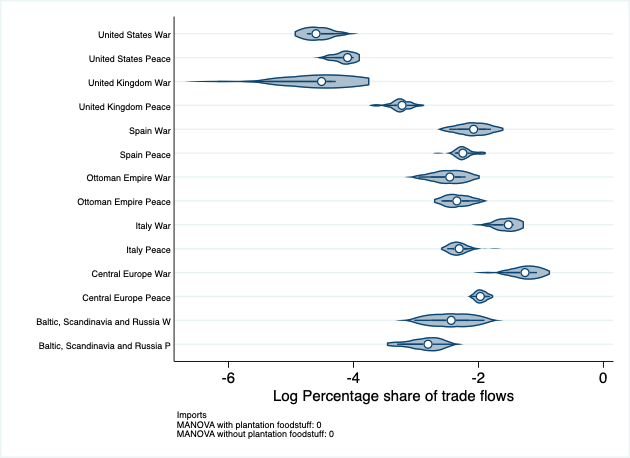 United States War
United States Peace
United Kingdom War
United Kingdom Peace
Spain War
Spain Peace
Ottoman Empire War
Ottoman Empire Peace
Italy War
Italy Peace
Central Europe War
Central Europe Peace
Baltic, Scandinavia and Russia W
Baltic, Scandinavia and Russia P
-6 -4 -2 0
Log Percentage share of trade flows
Imports
MANOVA with plantation foodstuff: 0
MANOVA without plantation foodstuff: 0